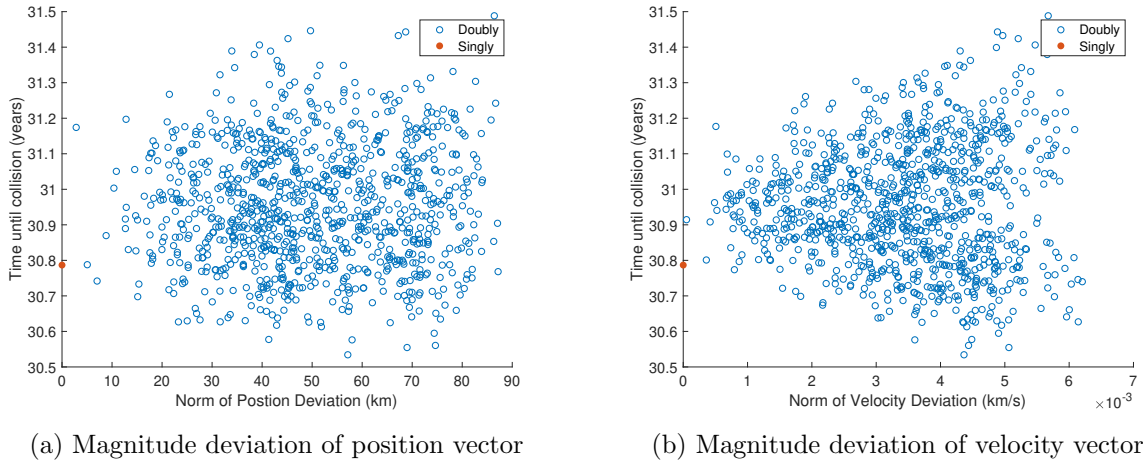 31.5
31.4
31.3
31.2
31.1
31
30.9
30.8
30.7
30.6
30.5
Time until collision (years)
Doubly
Singly
0 10 20 30 40 50 60 70 80 90
Norm of Postion Deviation (km)
(a) Magnitude deviation of position vector
31.5
31.4
31.3
31.2
31.1
31
30.9
30.8
30.7
30.6
30.5
Time until collision (years)
Doubly
Singly
0 1 2 3 4 5 6 7
Norm of Velocity Deviation (km/s)
×10⁻³
(b) Magnitude deviation of velocity vector